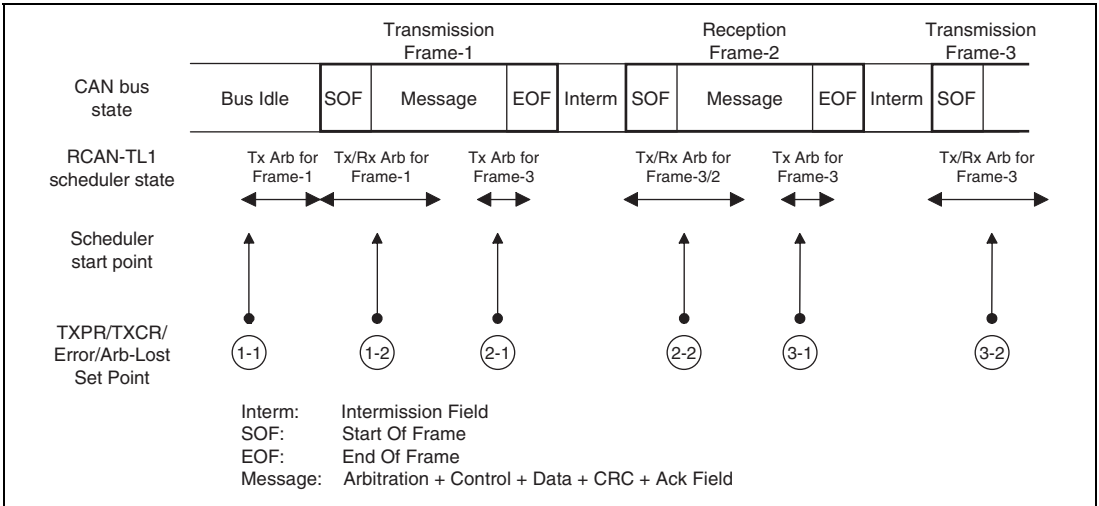 Transmission
Frame-1
Reception
Frame-2
Transmission
Frame-3
CAN bus
state
Bus Idle SOF Message EOF Interm SOF Message EOF Interm SOF
RCAN-TL1
scheduler state
Tx Arb for
Frame-1
Tx/Rx Arb for
Frame-1
Tx Arb for
Frame-3
Tx/Rx Arb for
Frame-3/2
Tx Arb for
Frame-3
Tx/Rx Arb for
Frame-3
Scheduler
start point
TXPR/TXCR/
Error/Arb-Lost
Set Point
1-1 1-2 2-1 2-2 3-1 3-2
Interm: Intermission Field
SOF: Start Of Frame
EOF: End Of Frame
Message: Arbitration + Control + Data + CRC + Ack Field